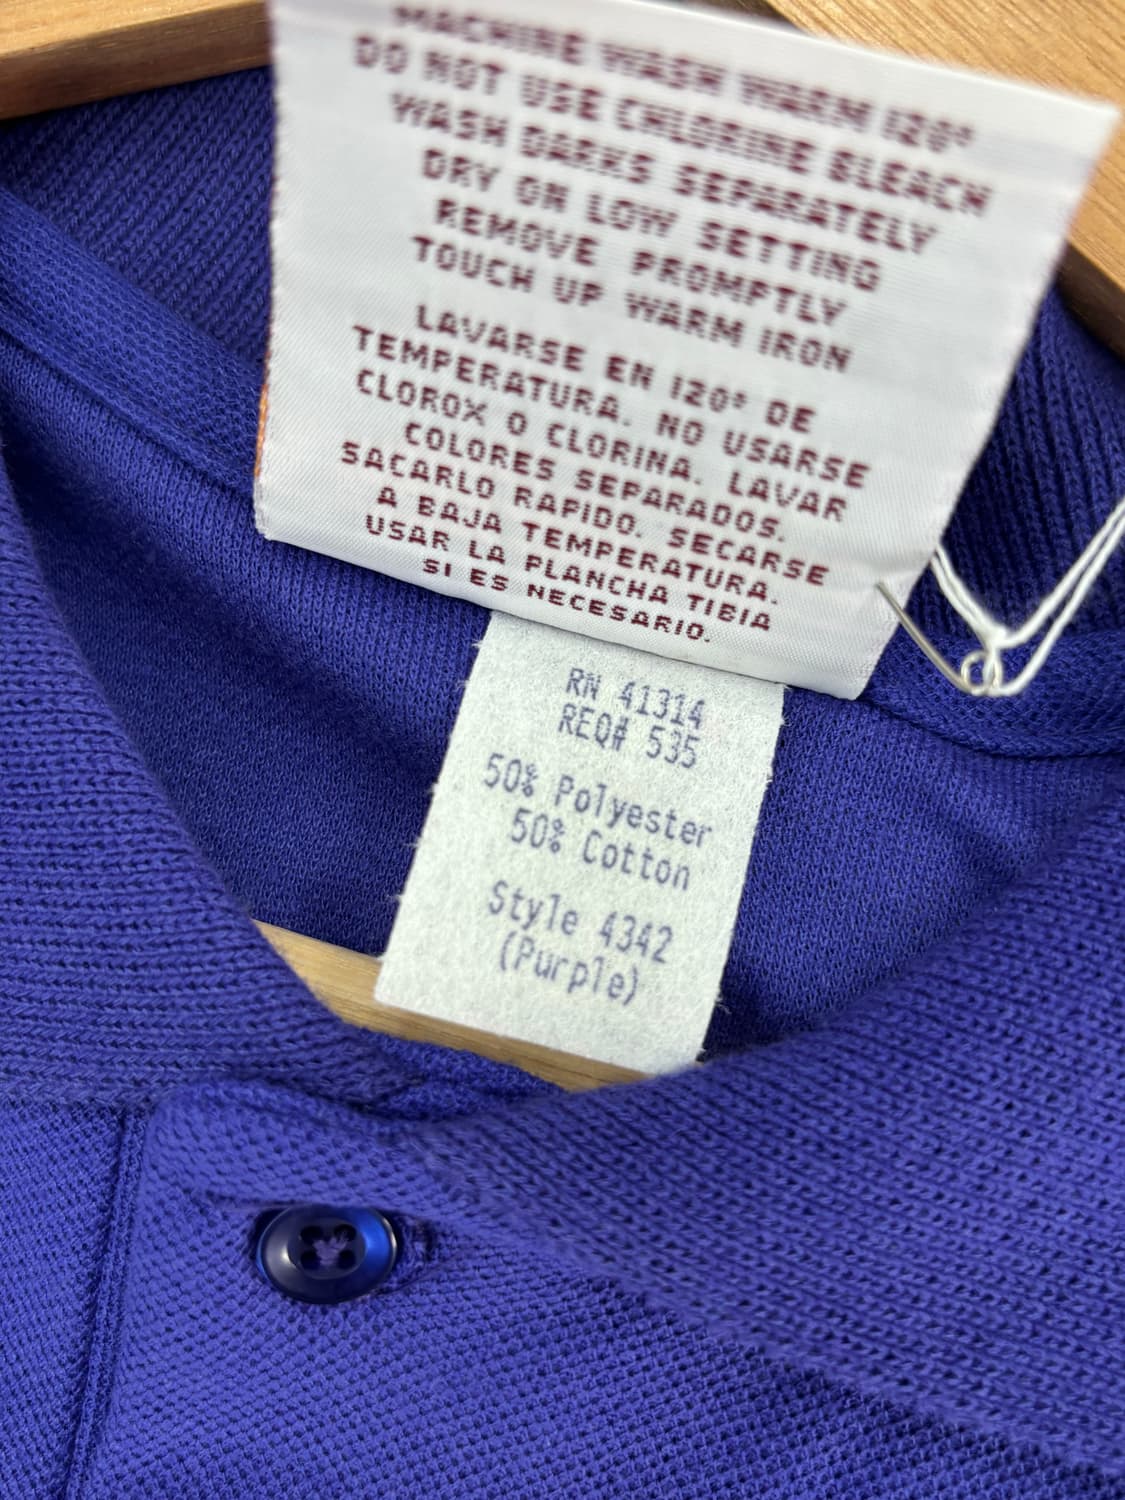 MACHINE WASH WARM 120°
DO NOT USE CHLORINE BLEACH
WASH DARKS SEPARATELY
DRY ON LOW SETTING
REMOVE PROMPTLY
TOUCH UP WARM IRON
LAVARSE EN 120° DE
TEMPERATURA. NO USARSE
CLOROX O CLORINA. LAVAR
COLORES SEPARADOS.
SACARLO RAPIDO. SECARSE
A BAJA TEMPERATURA.
USAR LA PLANCHA TIBIA
SI ES NECESARIO.
RN 41314
REQ# 535
50% Polyester
50% Cotton
Style 4342
(Purple)